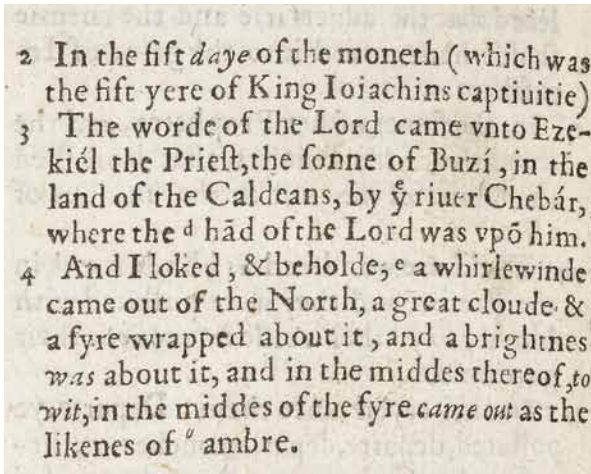 2 In the fift daye of the moneth (which was
the fift yere of King Ioiachins captiuitie)
3 The worde of the Lord came vnto Eze-
kiél the Prieſt, the ſonne of Buzí, in the
land of the Caldeans, by yͤ riuer Chebár,
where the ᵈ hād of the Lord was vpō him.
4 And I loked, & beholde, ᵉ a whirlewinde
came out of the North, a great cloude & 
a fyre wrapped about it, and a brightnes
was about it, and in the middes thereof, to
wit, in the middes of the fyre came out as the
likenes of ᵘ ambre.